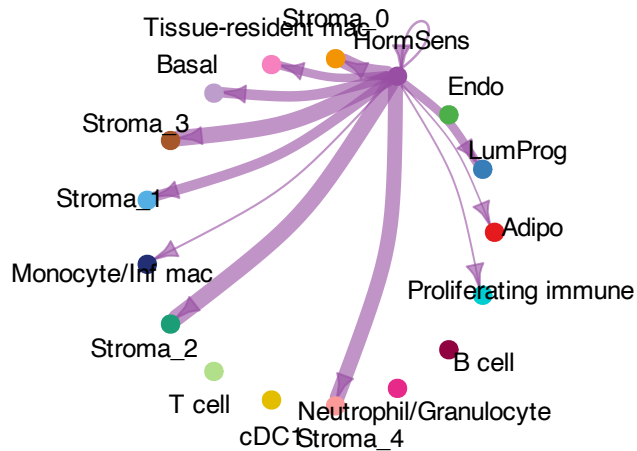 Stroma_0
Tissue-resident mac
HormSens
Basal
Endo
Stroma_3
LumProg
Stroma_1
Adipo
Monocyte/Inf mac
Proliferating immune
Stroma_2
B cell
T cell
Neutrophil/Granulocyte
cDC1
Stroma_4